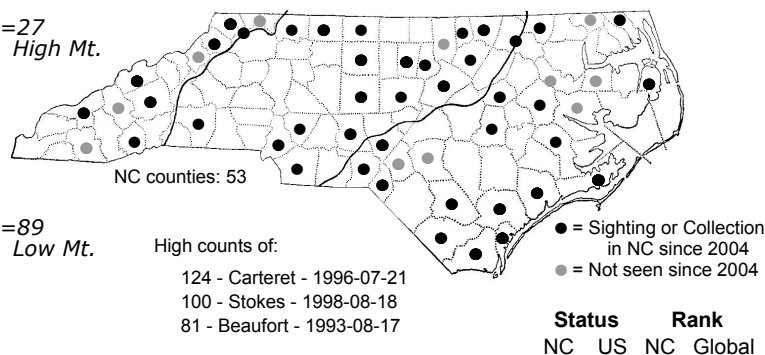 =27
High Mt.
NC counties: 53
=89
Low Mt.
High counts of:
124 - Carteret - 1996-07-21
100 - Stokes - 1998-08-18
81 - Beaufort - 1993-08-17
= Sighting or Collection
in NC since 2004
= Not seen since 2004
Status Rank
NC US NC Global